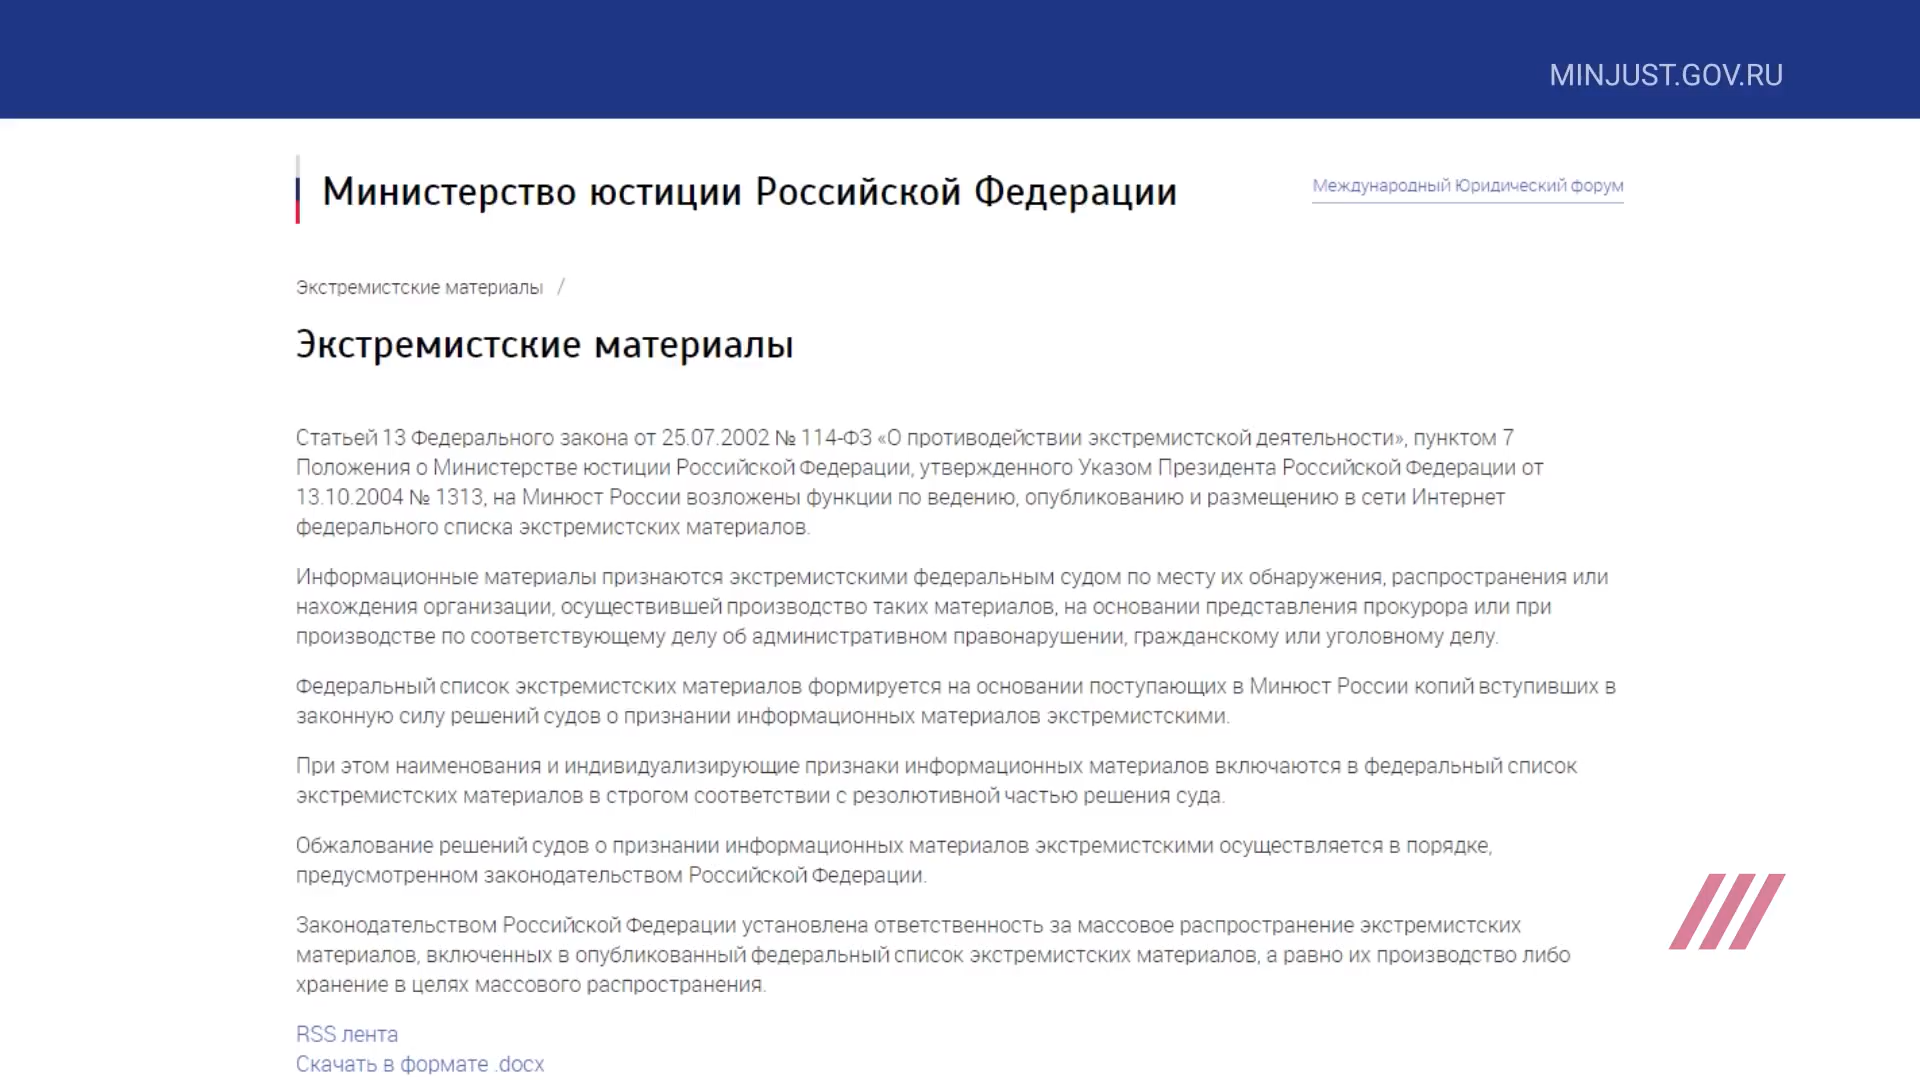 MINJUST.GOV.RU
Министерство юстиции Российской Федерации
Международный Юридический форум
Экстремистские материалы /
Экстремистские материалы
Статьей 13 Федерального закона от 25.07.2002 № 114-ФЗ «О противодействии экстремистской деятельности», пунктом 7
Положения о Министерстве юстиции Российской Федерации, утвержденного Указом Президента Российской Федерации от
13.10.2004 № 1313, на Минюст России возложены функции по ведению, опубликованию и размещению в сети Интернет
федерального списка экстремистских материалов.
Информационные материалы признаются экстремистскими федеральным судом по месту их обнаружения, распространения или
нахождения организации, осуществившей производство таких материалов, на основании представления прокурора или при
производстве по соответствующему делу об административном правонарушении, гражданскому или уголовному делу.
Федеральный список экстремистских материалов формируется на основании поступающих в Минюст России копий вступивших в
законную силу решений судов о признании информационных материалов экстремистскими.
При этом наименования и индивидуализирующие признаки информационных материалов включаются в федеральный список
экстремистских материалов в строгом соответствии с резолютивной частью решения суда.
Обжалование решений судов о признании информационных материалов экстремистскими осуществляется в порядке,
предусмотренном законодательством Российской Федерации.
Законодательством Российской Федерации установлена ответственность за массовое распространение экстремистских
материалов, включенных в опубликованный федеральный список экстремистских материалов, а равно их производство либо
хранение в целях массового распространения.
RSS лента
Скачать в формате .docx